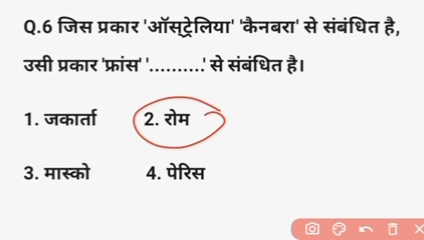 Q.6 जिस प्रकार 'ऑस्ट्रेलिया' 'कैनबरा' से संबंधित है,
उसी प्रकार 'फ्रांस' '..........' से संबंधित है।
1. जकार्ता 2. रोम
3. मास्को 4. पेरिस